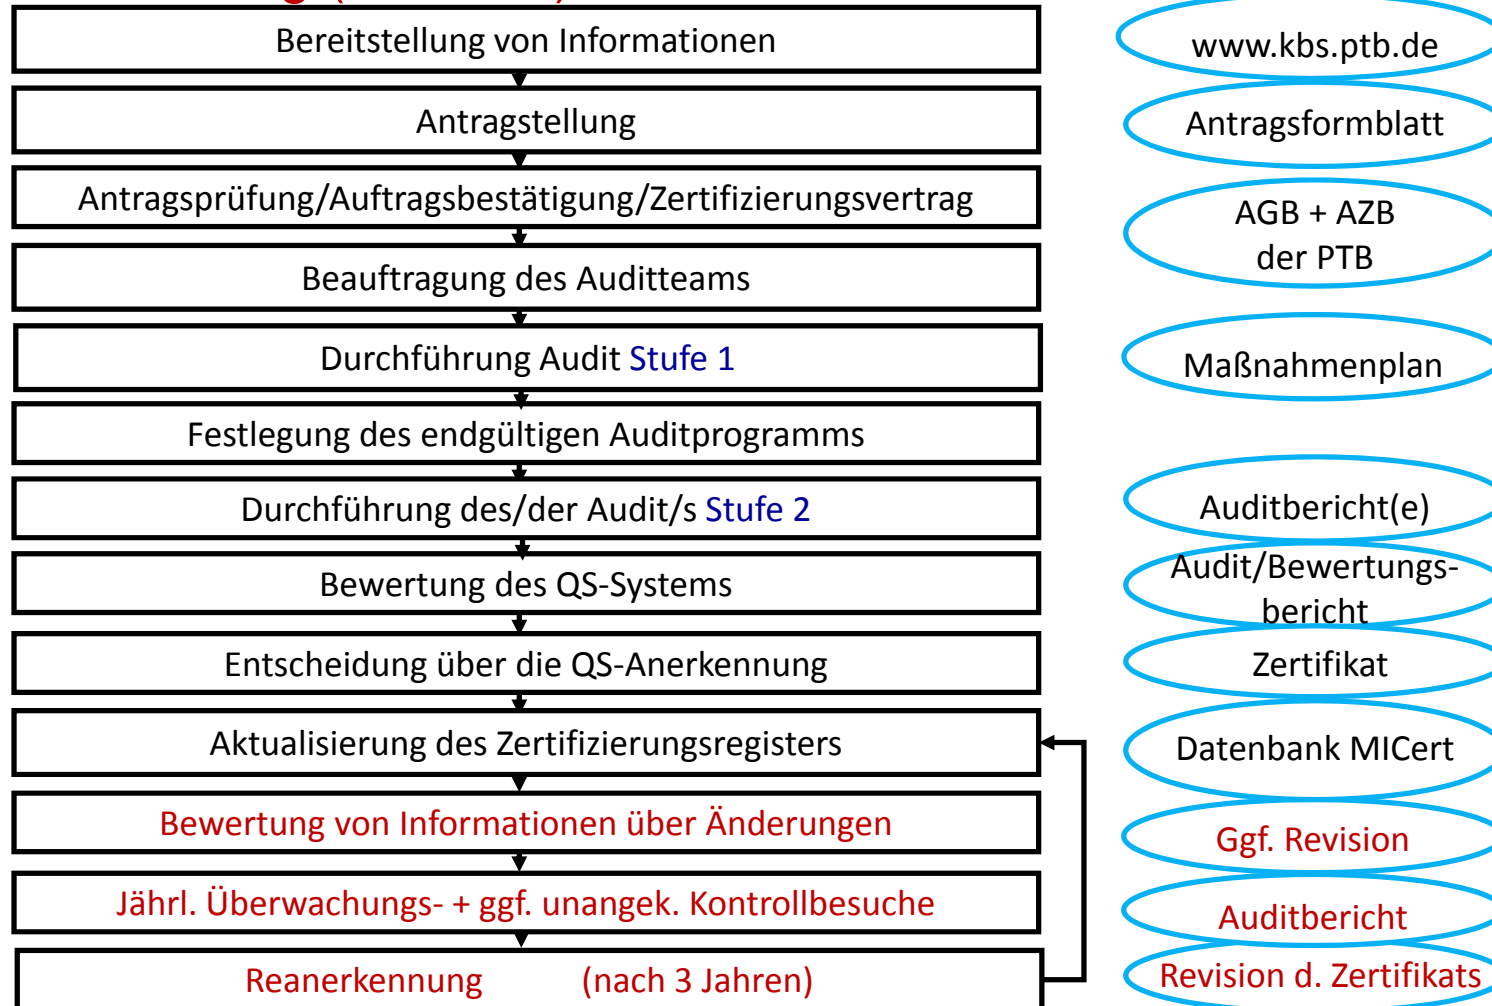 Bereitstellung von Informationen
www.kbs.ptb.de
Antragstellung
Antragsformblatt
Antragsprüfung/Auftragsbestätigung/Zertifizierungsvertrag
AGB + AZB
der PTB
Beauftragung des Auditteams
Durchführung Audit Stufe 1
Maßnahmenplan
Festlegung des endgültigen Auditprogramms
Durchführung des/der Audit/s Stufe 2
Auditbericht(e)
Bewertung des QS-Systems
Audit/Bewertungs-
bericht
Entscheidung über die QS-Anerkennung
Zertifikat
Aktualisierung des Zertifizierungsregisters
Datenbank MICert
Bewertung von Informationen über Änderungen
Ggf. Revision
Jährl. Überwachungs- + ggf. unangek. Kontrollbesuche
Auditbericht
Reanerkennung (nach 3 Jahren)
Revision d. Zertifikats